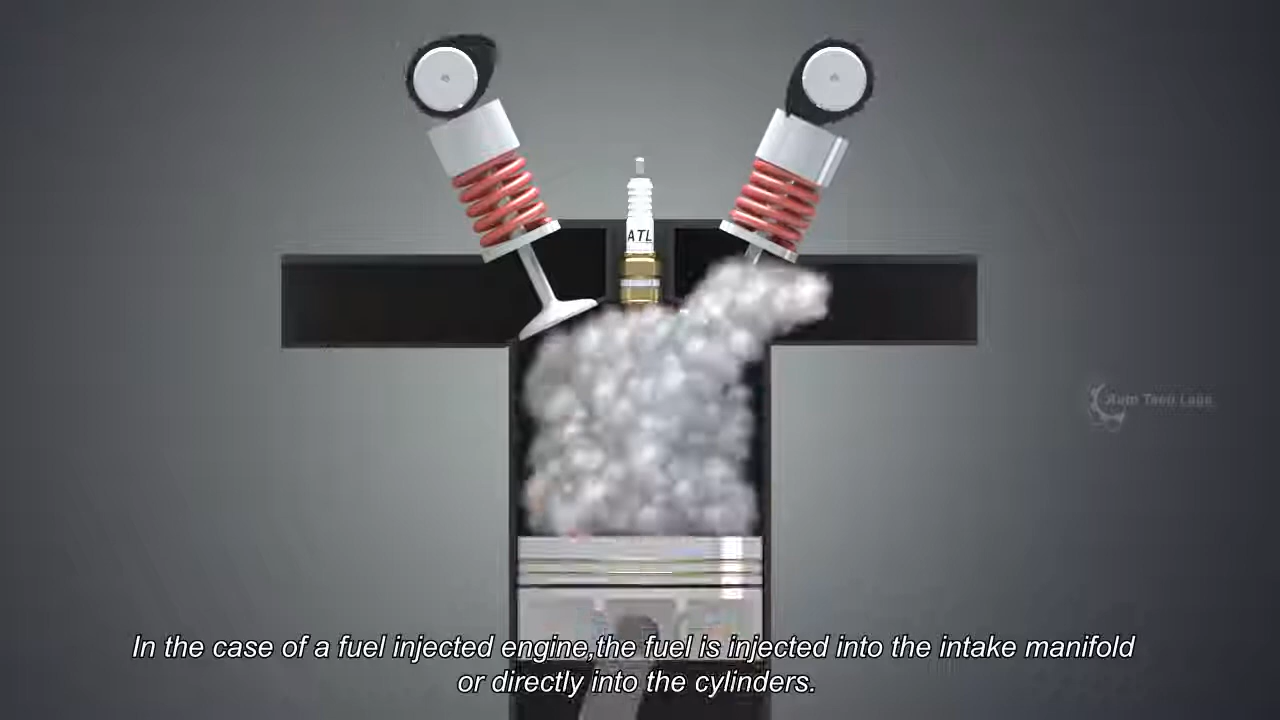 ATL
In the case of a fuel injected engine,the fuel is injected into the intake manifold
or directly into the cylinders.